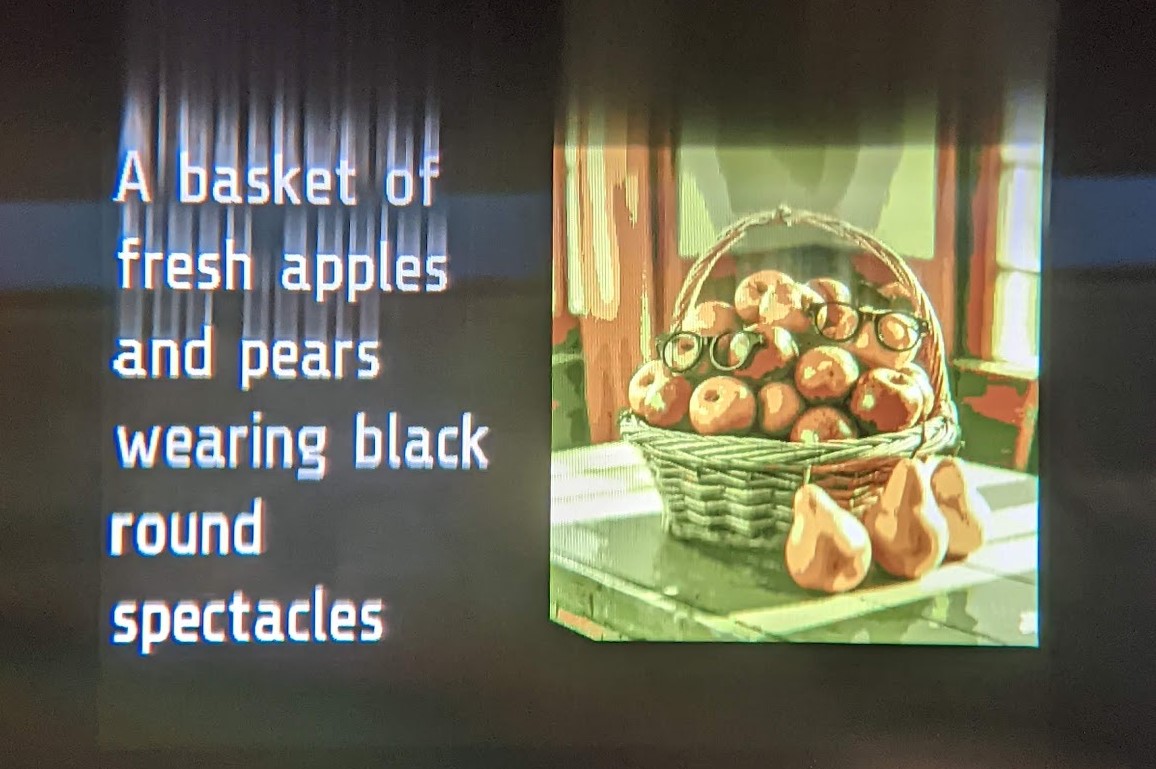 A basket of
fresh apples
and pears
wearing black
round
spectacles